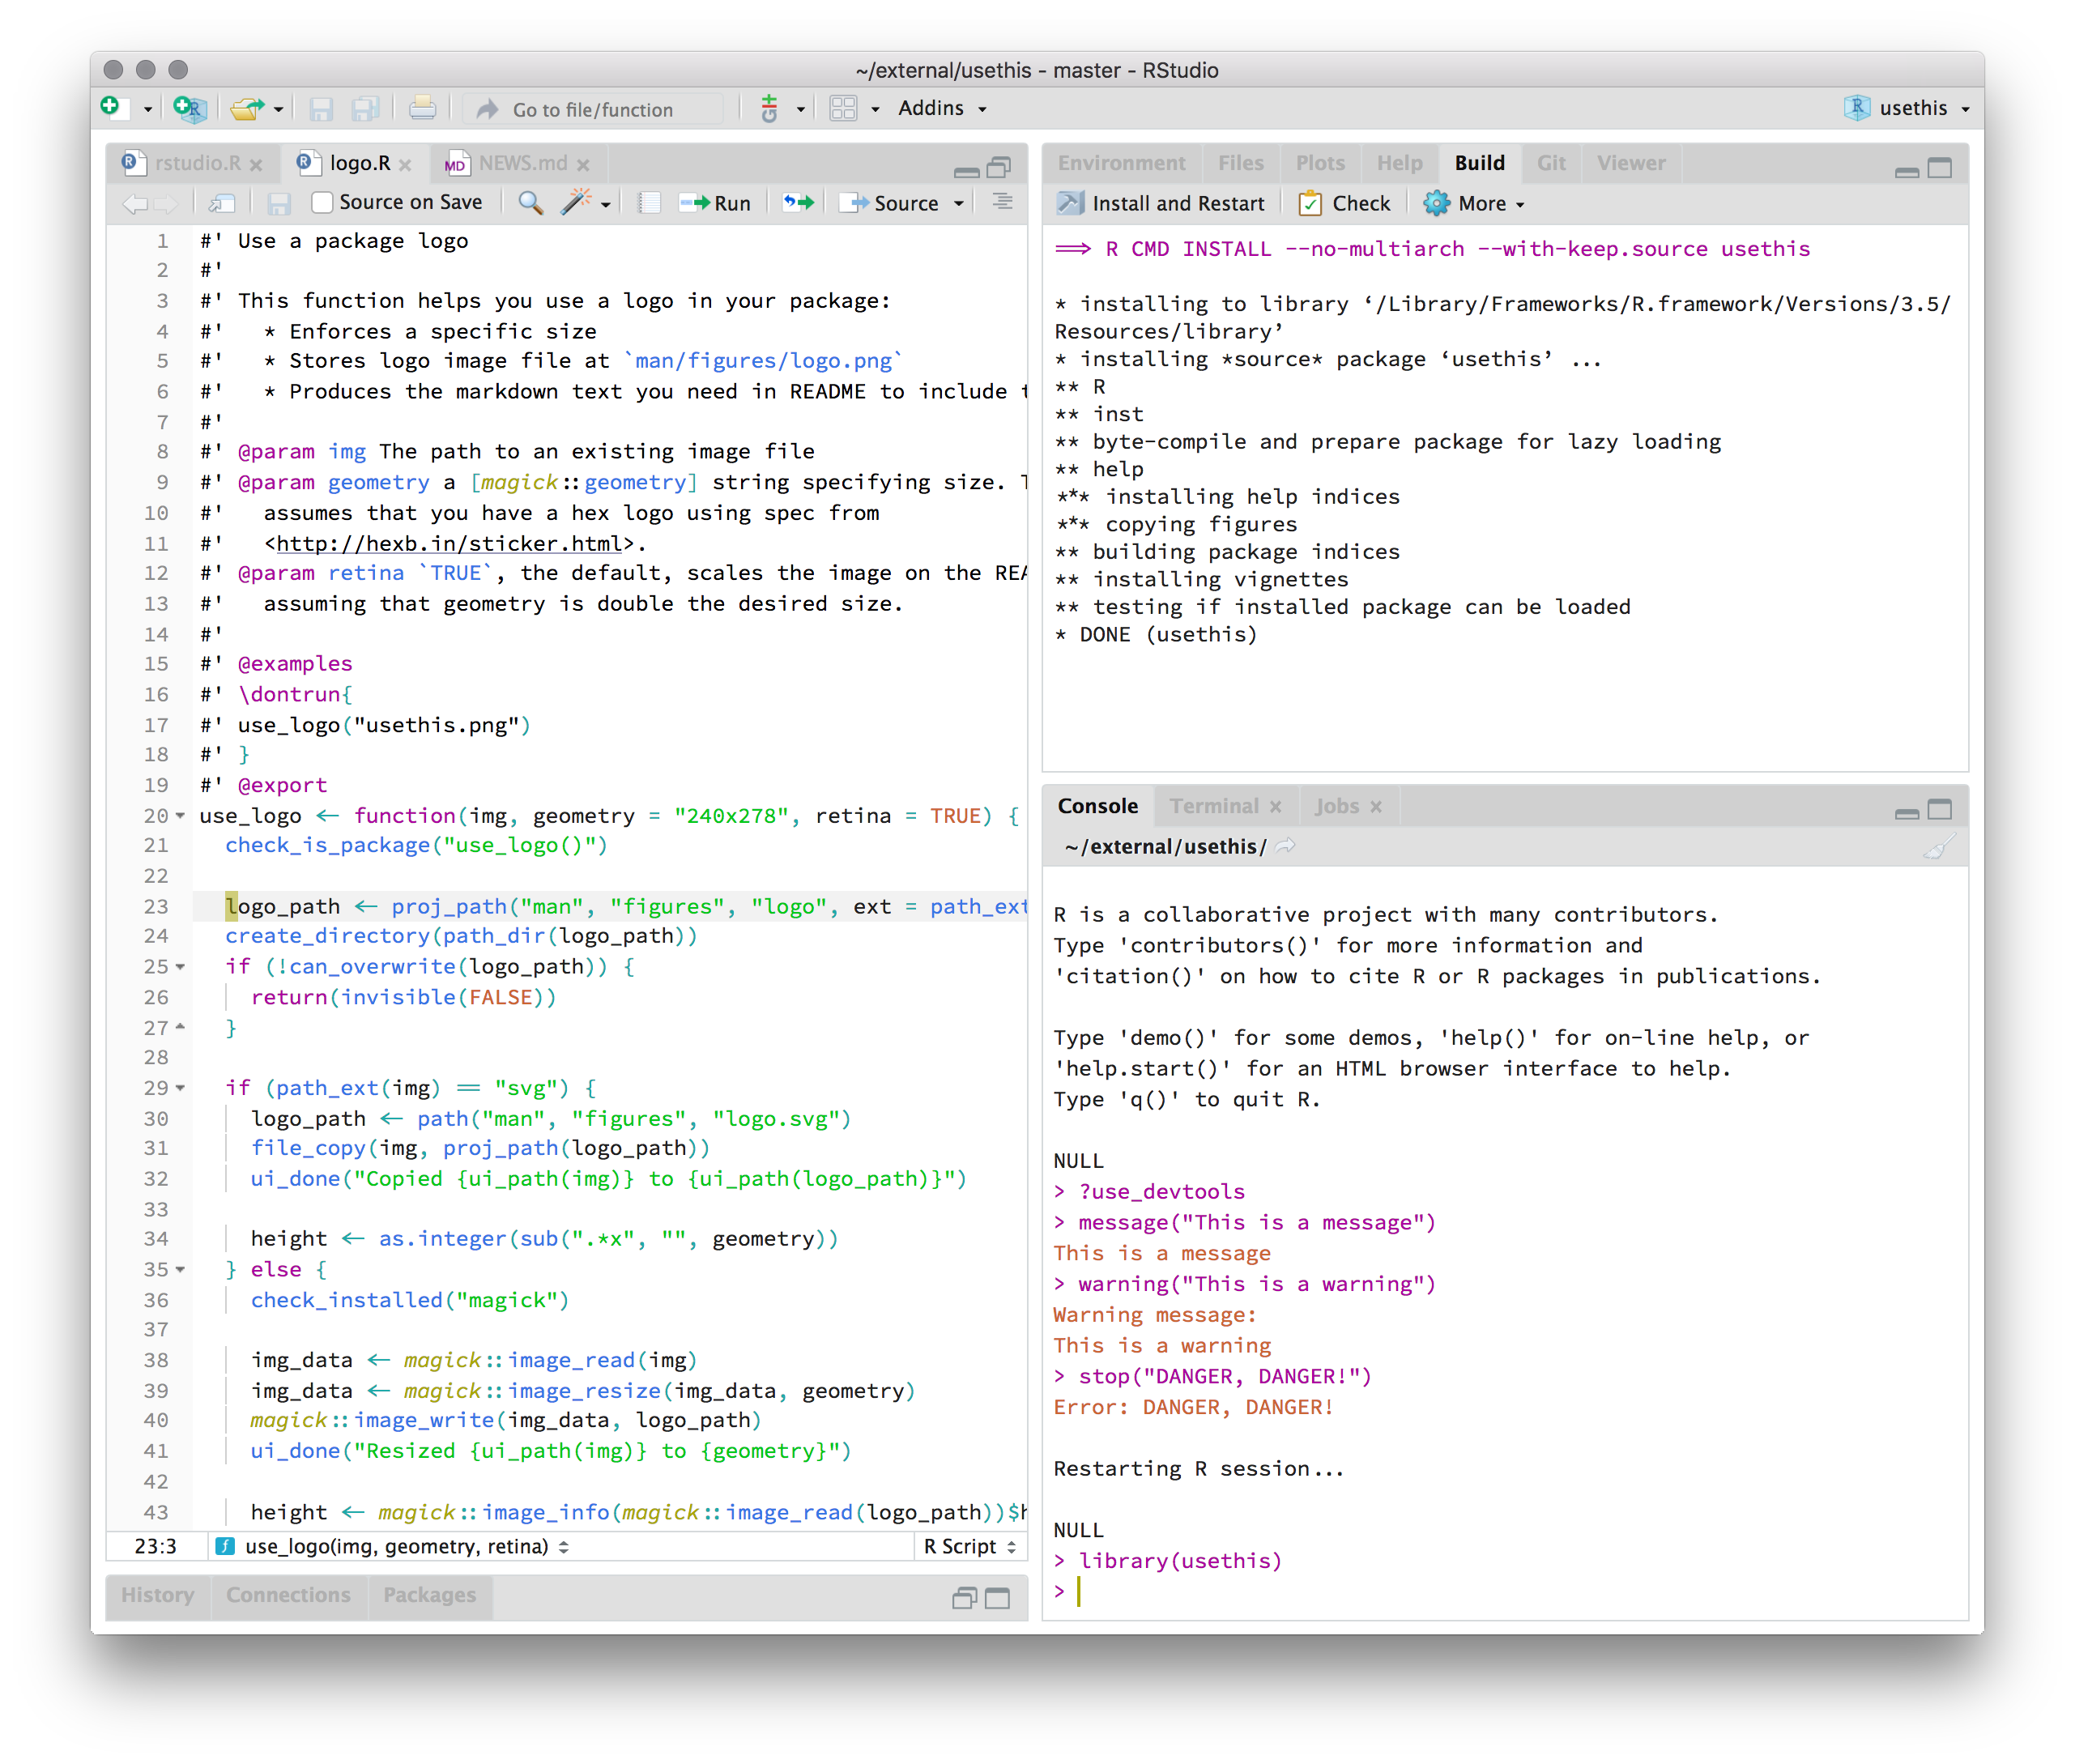 ~/external/usethis - master - RStudio
Go to file/function
Addins
usethis
rstudio.R
logo.R
NEWS.md
Source on Save
Run
Source
1 #' Use a package logo
2 #'
3 #' This function helps you use a logo in your package:
4 #'   * Enforces a specific size
5 #'   * Stores logo image file at `man/figures/logo.png`
6 #'   * Produces the markdown text you need in README to include t
7 #'
8 #' @param img The path to an existing image file
9 #' @param geometry a [magick::geometry] string specifying size. T
10 #'   assumes that you have a hex logo using spec from
11 #'   <http://hexb.in/sticker.html>.
12 #' @param retina `TRUE`, the default, scales the image on the REA
13 #'   assuming that geometry is double the desired size.
14 #'
15 #' @examples
16 #' \dontrun{
17 #' use_logo("usethis.png")
18 #' }
19 #' @export
20 use_logo <- function(img, geometry = "240x278", retina = TRUE) {
21   check_is_package("use_logo()")
22
23   logo_path <- proj_path("man", "figures", "logo", ext = path_ext
24   create_directory(path_dir(logo_path))
25   if (!can_overwrite(logo_path)) {
26     return(invisible(FALSE))
27   }
28
29   if (path_ext(img) == "svg") {
30     logo_path <- path("man", "figures", "logo.svg")
31     file_copy(img, proj_path(logo_path))
32     ui_done("Copied {ui_path(img)} to {ui_path(logo_path)}")
33
34     height <- as.integer(sub(".*x", "", geometry))
35   } else {
36     check_installed("magick")
37
38     img_data <- magick::image_read(img)
39     img_data <- magick::image_resize(img_data, geometry)
40     magick::image_write(img_data, logo_path)
41     ui_done("Resized {ui_path(img)} to {geometry}")
42
43     height <- magick::image_info(magick::image_read(logo_path))$h
23:3
use_logo(img, geometry, retina)
R Script
History
Connections
Packages
Environment
Files
Plots
Help
Build
Git
Viewer
Install and Restart
Check
More
==> R CMD INSTALL --no-multiarch --with-keep.source usethis
* installing to library ‘/Library/Frameworks/R.framework/Versions/3.5/
Resources/library’
* installing *source* package ‘usethis’ ...
** R
** inst
** byte-compile and prepare package for lazy loading
** help
*** installing help indices
*** copying figures
** building package indices
** installing vignettes
** testing if installed package can be loaded
* DONE (usethis)
Console
Terminal
Jobs
~/external/usethis/
R is a collaborative project with many contributors.
Type 'contributors()' for more information and
'citation()' on how to cite R or R packages in publications.
Type 'demo()' for some demos, 'help()' for on-line help, or
'help.start()' for an HTML browser interface to help.
Type 'q()' to quit R.
NULL
> ?use_devtools
> message("This is a message")
This is a message
> warning("This is a warning")
Warning message:
This is a warning
> stop("DANGER, DANGER!")
Error: DANGER, DANGER!
Restarting R session...
NULL
> library(usethis)
>